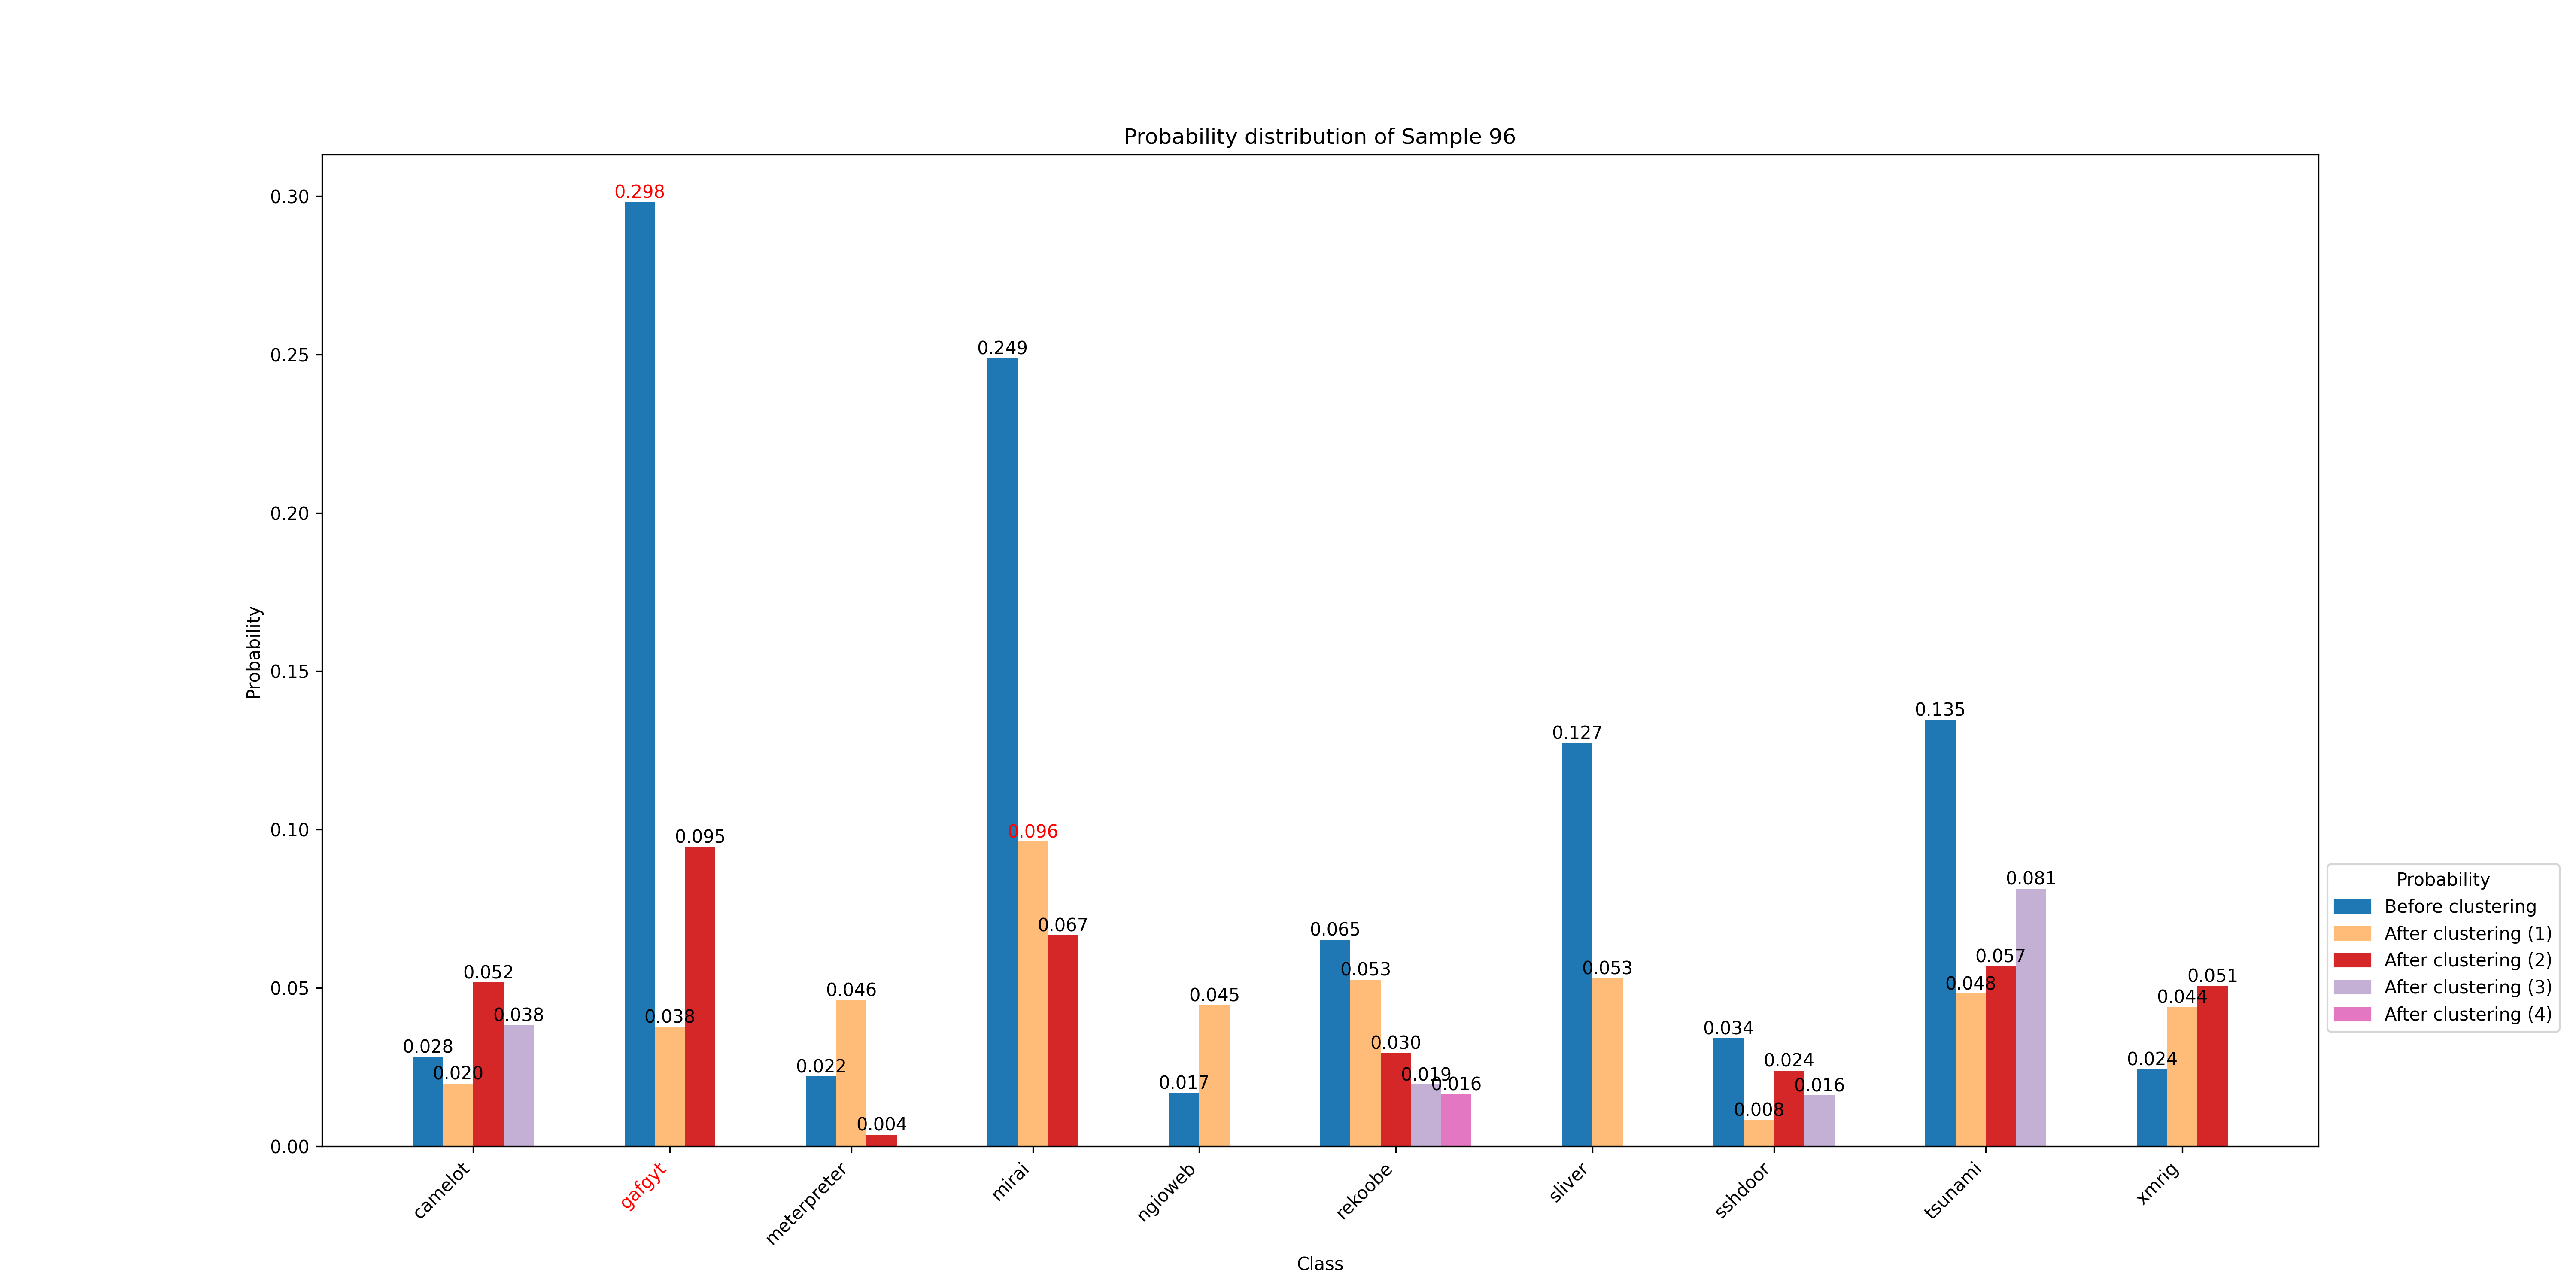 Probability distribution of Sample 96
Probability
0.30
0.25
0.20
0.15
0.10
0.05
0.00
0.028
0.020
0.052
0.038
0.298
0.038
0.095
0.022
0.046
0.004
0.249
0.096
0.067
0.017
0.045
0.065
0.053
0.030
0.019
0.016
0.127
0.053
0.034
0.008
0.024
0.016
0.135
0.048
0.057
0.081
0.024
0.044
0.051
camelot
gafgyt
meterpreter
mirai
ngioweb
rekoobe
sliver
sshdoor
tsunami
xmrig
Class
Probability
Before clustering
After clustering (1)
After clustering (2)
After clustering (3)
After clustering (4)